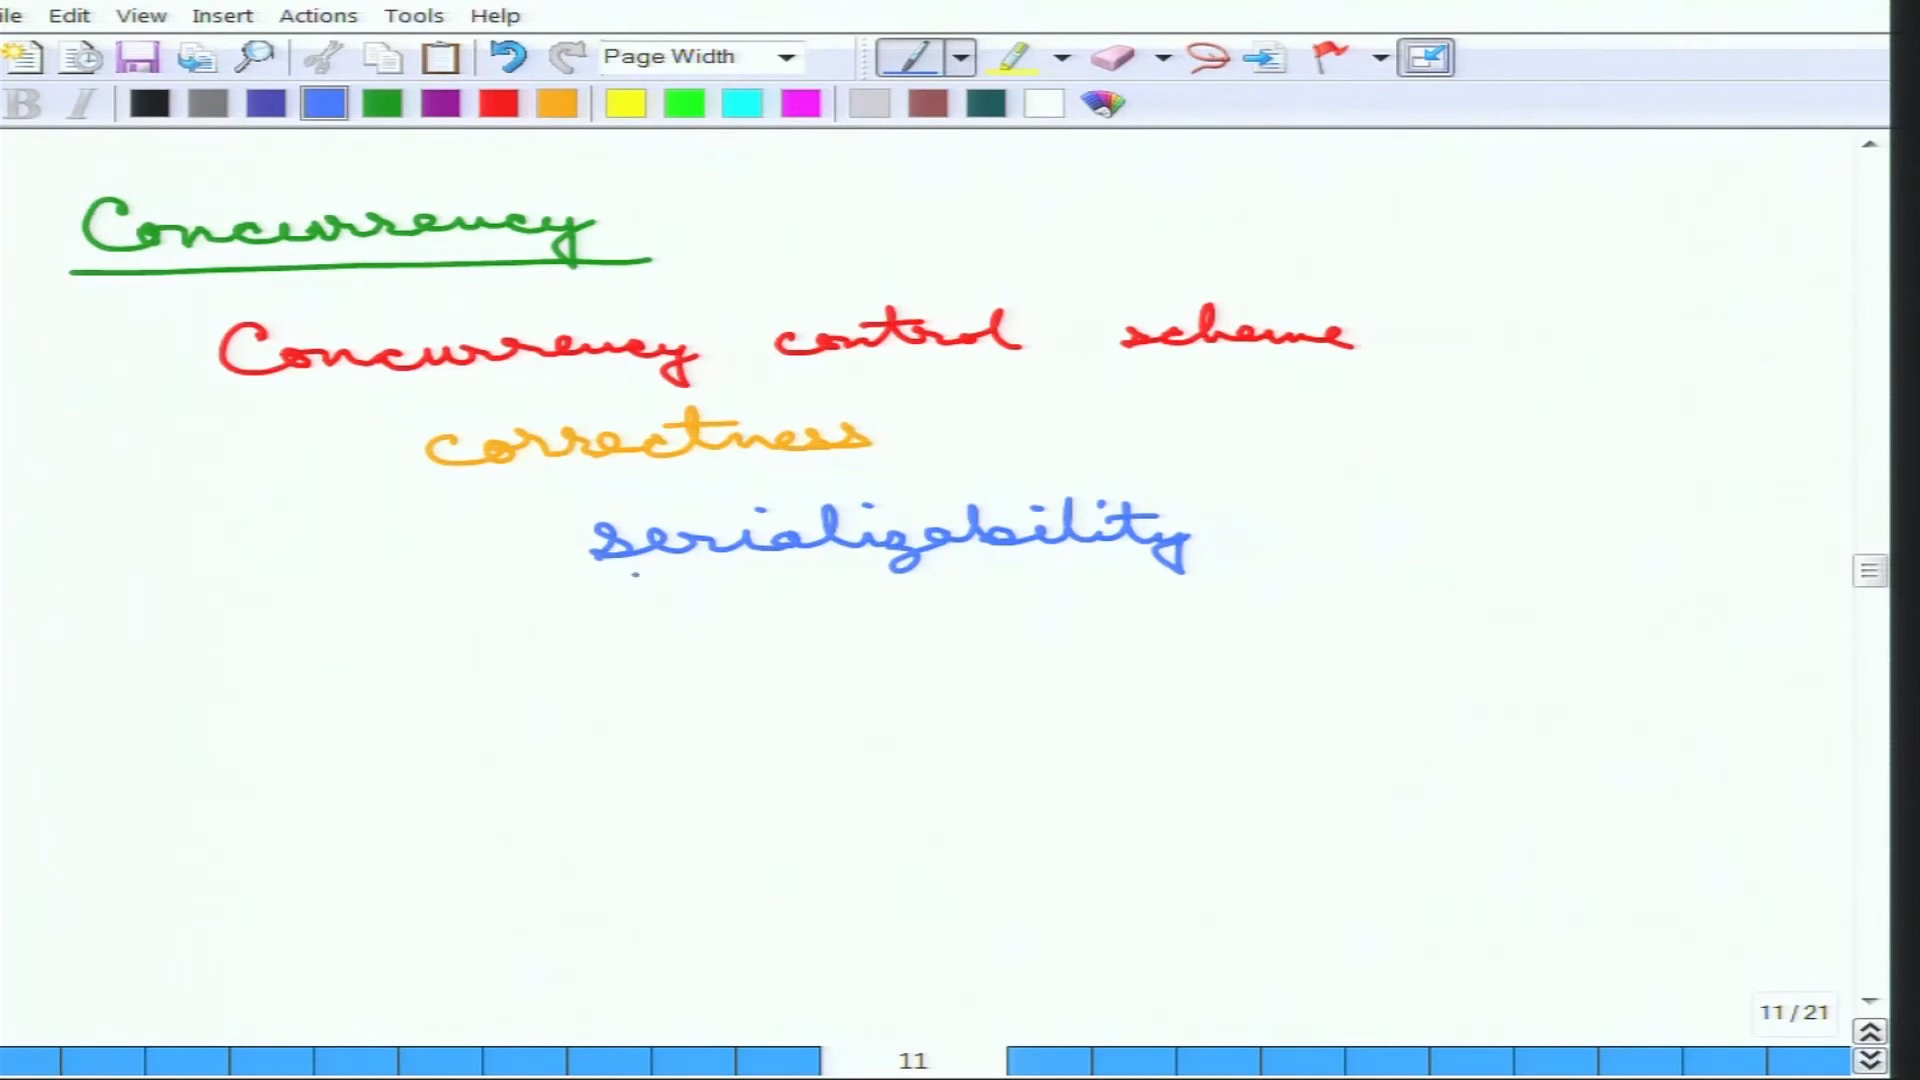 ile Edit View Insert Actions Tools Help
Page Width
B I
Concurrency
Concurrency control scheme
correctness
serializability
11 / 21
11